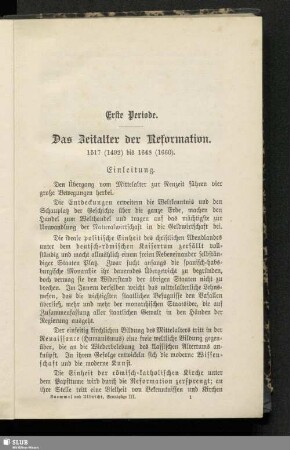 Erste Periode.
Das Zeitalter der Reformation.
1517 (1492) bis 1648 (1660).
Einleitung.
Den Übergang vom Mittelalter zur Neuzeit führen vier
große Bewegungen herbei.
Die Entdeckungen erweitern die Weltkenntnis und den
Schauplatz der Geschichte über die ganze Erde, machen den
Handel zum Welthandel und tragen auf das mächtigste zur
Umwandlung der Naturalwirtschaft in die Geldwirtschaft bei.
Die politische Einheit des christlichen Abendlandes
unter dem deutsch-römischen Kaisertum zerfällt voll-
ständig und macht allmählich einem freien Nebeneinander selbstän-
diger Staaten Platz. Zwar sucht anfangs die spanisch-habs-
burgische Monarchie ihr dauerndes Übergewicht zu begründen,
doch vermag sie den Widerstand der übrigen Staaten nicht zu
brechen. Im Innern derselben weicht das mittelalterliche Lehns-
wesen, das die wichtigsten staatlichen Befugnisse den Vasallen
überließ, mehr und mehr der monarchischen Staatsidee, die auf
Zusammenfassung aller staatlichen Gewalt in den Händen der
Regierung ausgeht.
Der einseitig kirchlichen Bildung des Mittelalters tritt in der
Renaissance (Humanismus) eine freie weltliche Bildung gegen-
über, die an die Wiederbelebung des klassischen Altertums an-
knüpft. In ihrem Gefolge entwickeln sich die moderne Wissen-
schaft und die moderne Kunst.
Die Einheit der römisch-katholischen Kirche unter
dem Papsttume wird durch die Reformation zersprengt; an
ihre Stelle tritt eine Vielheit von Bekenntnissen und Kirchen
Kaemmel und Ulbricht, Grundzüge III. 1
SLUB